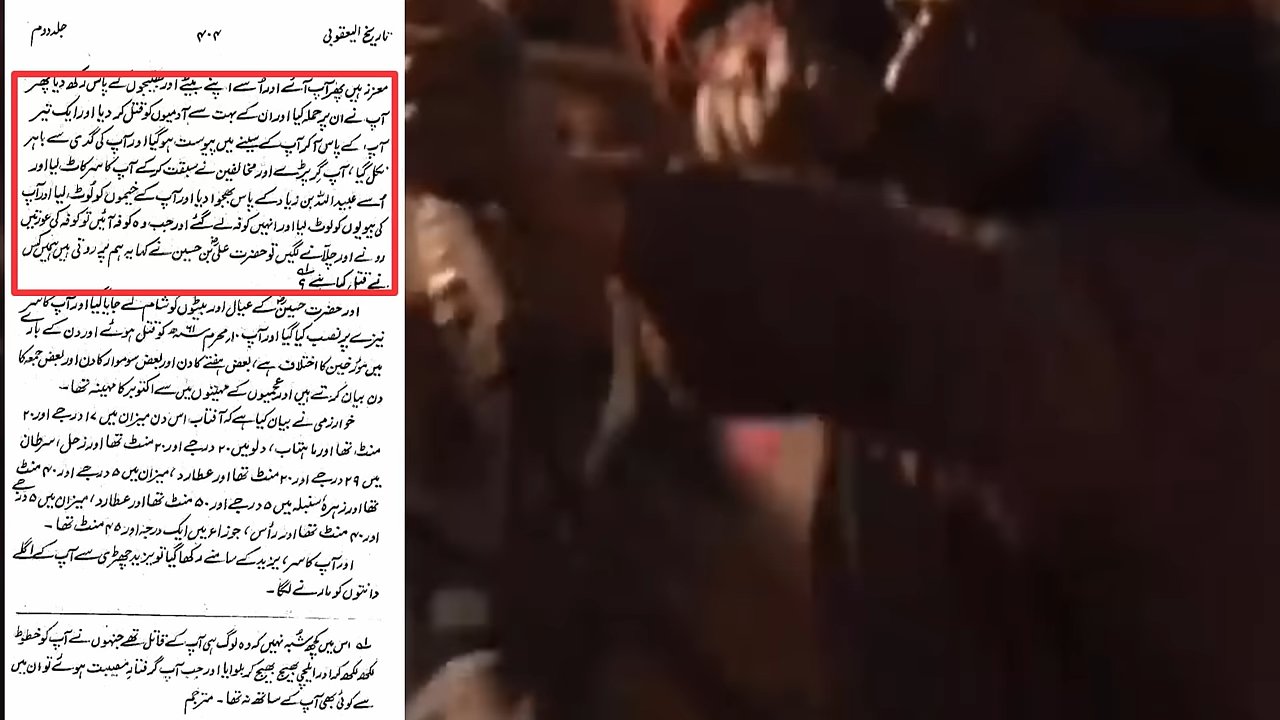 تاریخ الیعقوبی ۴۰۴ جلد دوم
معزز ہیں پھر آپ آئے اور اُسے اپنے بیٹے اور بھتیجوں کے پاس رکھ دیا پھر
آپ نے ان پر حملہ کیا اور ان کے بہت سے آدمیوں کو قتل کر دیا اور ایک تیر
آپ کے پاس آکر آپ کے سینے میں پیوست ہوگیا اور آپ کی گدی سے باہر
نکل گیا، آپ گر پڑے اور مخالفین نے سبقت کرکے آپ کا سر کاٹ لیا اور
اُسے عبید اللہ بن زیاد کے پاس بھجوا دیا اور آپ کے خیموں کو لوٹ لیا اور آپ
کی بیویوں کو لوٹ لیا اور انہیں کوفہ لے گئے اور جب وہ کوفہ آئیں تو کوفہ کی عورتیں
رونے اور چلّانے لگیں تو حضرت علیؓ بن حسین نے کہا یہ ہم پر روتی ہیں ہمیں کس
نے قتل کیا ہے؟
اور حضرت حسینؓ کے عیال اور بیٹوں کو شام لے جایا گیا اور آپ کا سر
نیزے پر نصب کیا گیا اور آپ ۱۰ محرم ۶۱ھ کو قتل ہوئے اور دن کے بارے
میں مؤرخین کا اختلاف ہے، بعض ہفتے کا دن اور بعض سوموار کا دن اور بعض جمعہ کا
دن بیان کرتے ہیں اور عجمیوں کے مہینوں میں سے اکتوبر کا مہینہ تھا۔
خوارزمی نے بیان کیا ہے کہ آفتاب اس دن میزان میں ۱۷ درجے اور ۲۰
منٹ تھا اور ماہتاب، دلو میں ۲۰ درجے اور ۲۰ منٹ تھا اور زحل، سرطان
میں ۲۹ درجے اور ۲۰ منٹ تھا اور عطارد، میزان میں ۵ درجے اور ۴۰ منٹ
تھا اور زہرہ سنبلہ میں ۵ درجے اور ۵۰ منٹ تھا اور عطارد، میزان میں ۵ درجے
اور ۴۰ منٹ تھا اور راس، جوزاء میں ایک درجہ اور ۴۵ منٹ تھا۔
اور آپ کا سر، یزید کے سامنے رکھا گیا تو یزید چھڑی سے آپ کے اگلے
دانتوں کو مارنے لگا۔
لہ اس میں کچھ شُبہ نہیں کہ وہ لوگ ہی آپ کے قاتل تھے جنہوں نے آپ کو خطوط
لکھ لکھ کر اور ایلچی بھیج بھیج کر بلوایا اور جب آپ گرفتارِ مصیبت ہوئے تو ان میں
سے کوئی بھی آپ کے ساتھ نہ تھا۔ مترجم